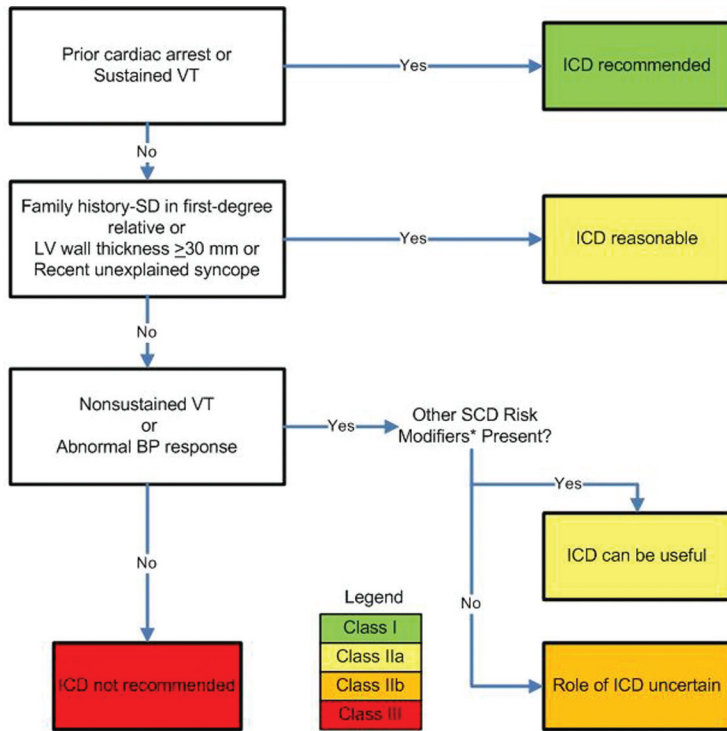 Prior cardiac arrest or
Sustained VT
Yes
ICD recommended
No
Family history-SD in first-degree
relative or
LV wall thickness ≥30 mm or
Recent unexplained syncope
Yes
ICD reasonable
No
Nonsustained VT
or
Abnormal BP response
Yes
Other SCD Risk
Modifiers* Present?
Yes
ICD can be useful
No
No
Legend
Class I
Class IIa
Class IIb
Class III
ICD not recommended
Role of ICD uncertain